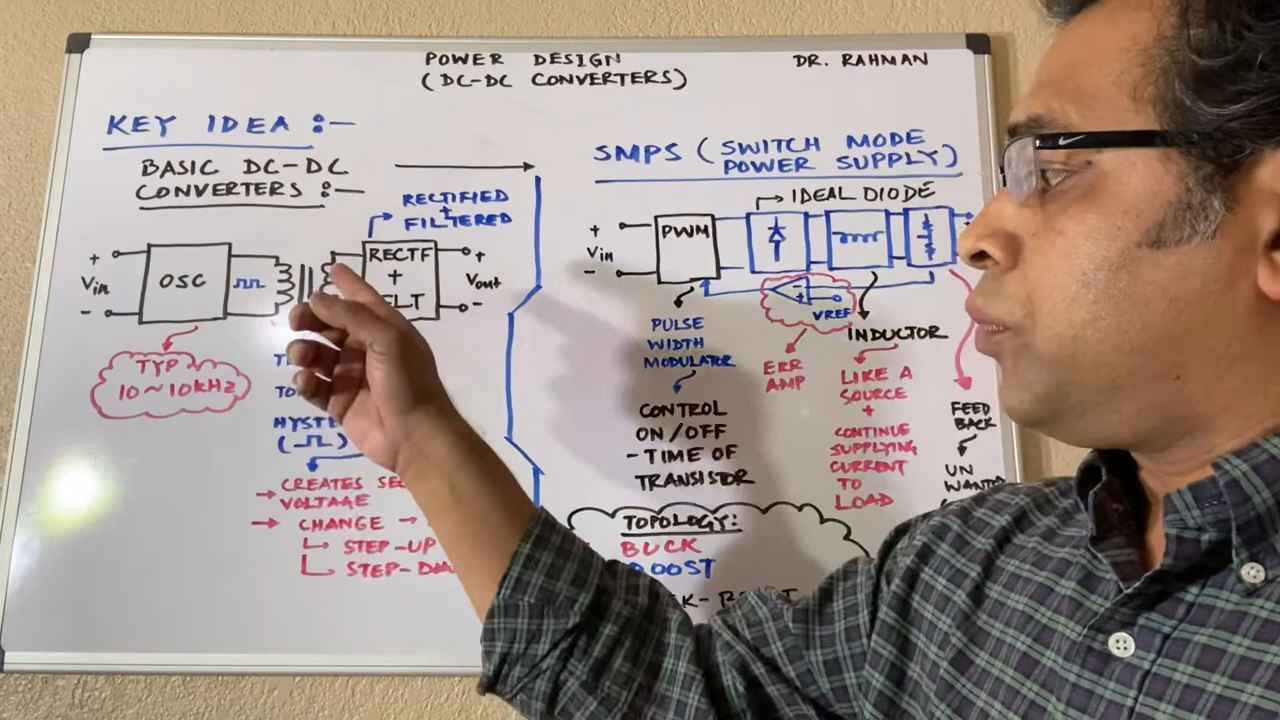 POWER DESIGN
(DC-DC CONVERTERS)
DR. RAHMAN
KEY IDEA :-
BASIC DC-DC
CONVERTERS :-
RECTIFIED
+
FILTERED
+
Vin
-
OSC
RECTF
+
+
Vout
-
TYP
10~10kHz
TO
(
)
CREATES
VOLTAGE
→ CHANGE →
STEP-UP
SMPS (SWITCH MODE
POWER SUPPLY)
IDEAL DIODE
+
Vin
-
PWM
+
-
VREF
PULSE
WIDTH
MODULATOR
CONTROL
ON/OFF
-TIME OF
TRANSISTOR
ERR
AMP
INDUCTOR
LIKE A
SOURCE
+
CONTINUE
SUPPLYING
CURRENT
TO
LOAD
FEED
BACK
UN
TOPOLOGY:
BUCK
NIKE